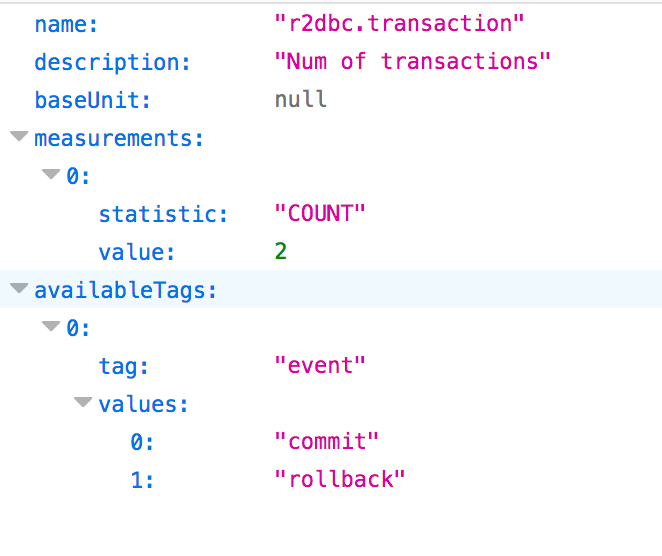 name: "r2dbc.transaction"
description: "Num of transactions"
baseUnit: null
measurements:
0:
statistic: "COUNT"
value: 2
availableTags:
0:
tag: "event"
values:
0: "commit"
1: "rollback"